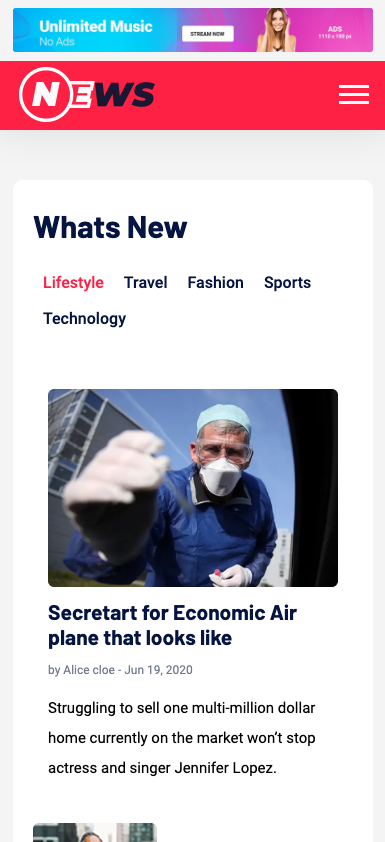 Unlimited Music
No Ads
STREAM NOW
ADS
1110 x 100 px
NEWS
Whats New
Lifestyle Travel Fashion Sports
Technology
Secretart for Economic Air
plane that looks like
by Alice cloe - Jun 19, 2020
Struggling to sell one multi-million dollar
home currently on the market won’t stop
actress and singer Jennifer Lopez.